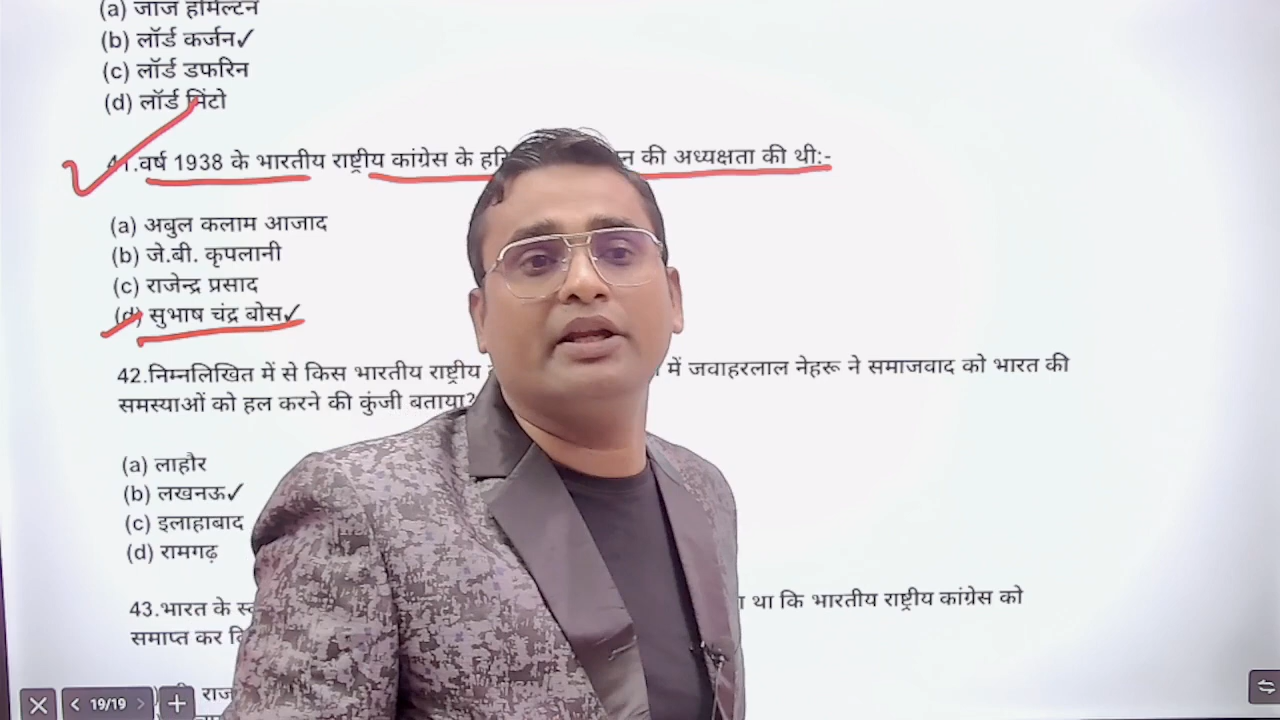 (a) जॉर्ज हैमिल्टन
(b) लॉर्ड कर्जन✓
(c) लॉर्ड डफरिन
(d) लॉर्ड मिंटो
41.वर्ष 1938 के भारतीय राष्ट्रीय कांग्रेस के की अध्यक्षता की थी:-
(a) अबुल कलाम आजाद
(b) जे.बी. कृपलानी
(c) राजेन्द्र प्रसाद
(d) सुभाष चंद्र बोस✓
42.निम्नलिखित में से किस भारतीय राष्ट्रीय में जवाहरलाल नेहरू ने समाजवाद को भारत की
समस्याओं को हल करने की कुंजी बताया?
(a) लाहौर
(b) लखनऊ✓
(c) इलाहाबाद
(d) रामगढ़
43.भारत के था कि भारतीय राष्ट्रीय कांग्रेस को
समाप्त कर
19/19